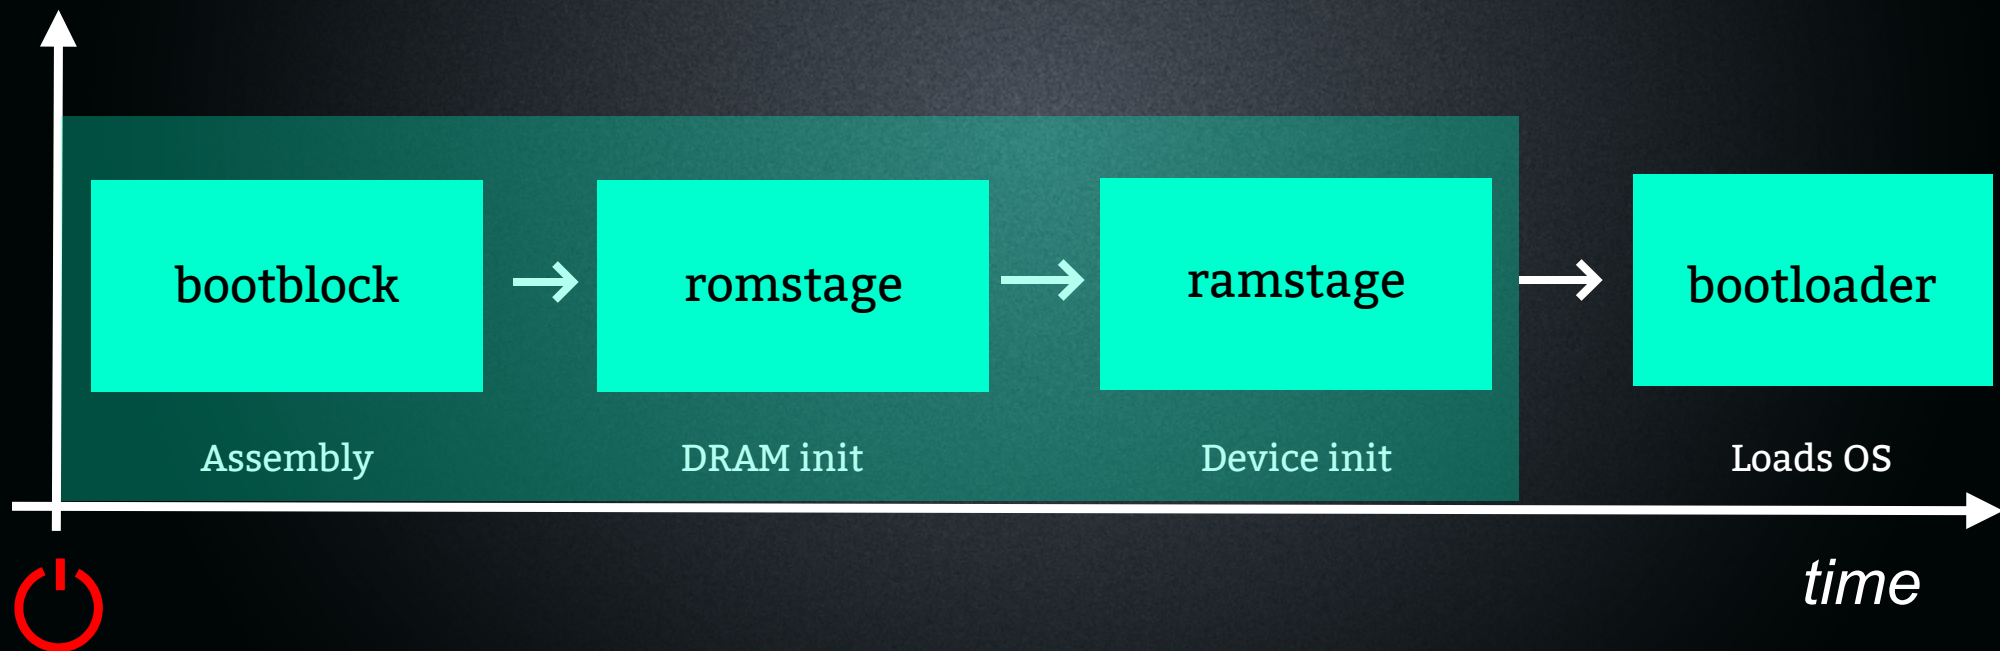 bootblock
romstage
ramstage
bootloader
Assembly
DRAM init
Device init
Loads OS
time